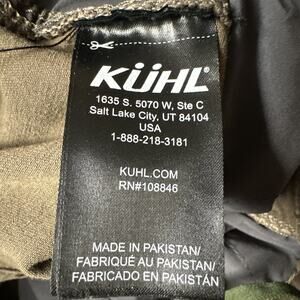 KÜHL
1635 S. 5070 W, Ste C
Salt Lake City, UT 84104
USA
1-888-218-3181
KUHL.COM
RN#108846
MADE IN PAKISTAN/
FABRIQUÉ AU PAKISTAN/
FABRICADO EN PAKISTÁN